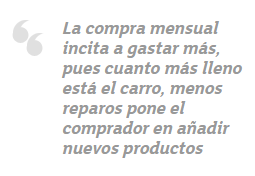 La compra mensual
incita a gastar más,
pues cuanto más lleno
está el carro, menos
reparos pone el
comprador en añadir
nuevos productos